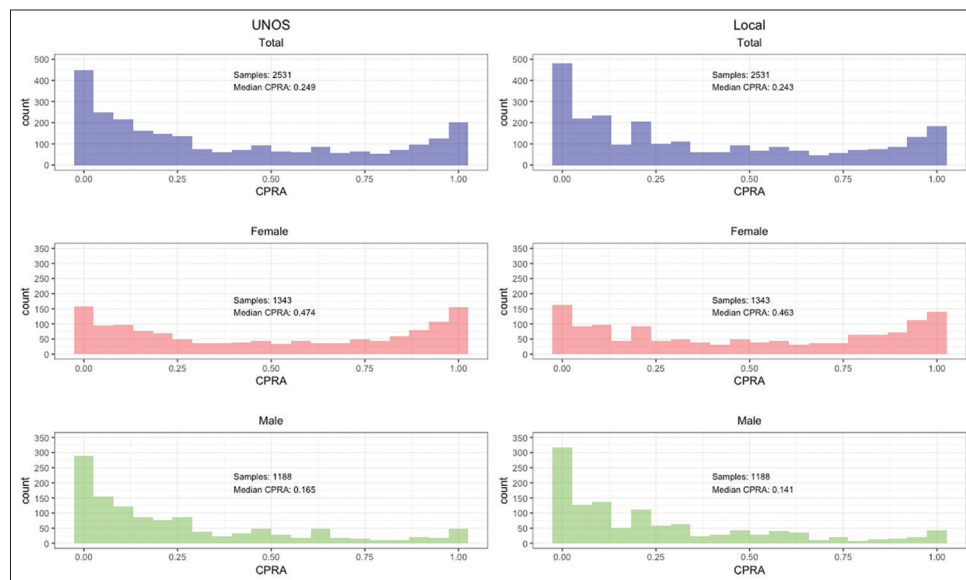 UNOS
Total
500
400
300
200
100
0
count
Samples: 2531
Median CPRA: 0.249
0.00 0.25 0.50 0.75 1.00
CPRA
Local
Total
500
400
300
200
100
0
count
Samples: 2531
Median CPRA: 0.243
0.00 0.25 0.50 0.75 1.00
CPRA
Female
350
300
250
200
150
100
50
0
count
Samples: 1343
Median CPRA: 0.474
0.00 0.25 0.50 0.75 1.00
CPRA
Female
350
300
250
200
150
100
50
0
count
Samples: 1343
Median CPRA: 0.463
0.00 0.25 0.50 0.75 1.00
CPRA
Male
350
300
250
200
150
100
50
0
count
Samples: 1188
Median CPRA: 0.165
0.00 0.25 0.50 0.75 1.00
CPRA
Male
350
300
250
200
150
100
50
0
count
Samples: 1188
Median CPRA: 0.141
0.00 0.25 0.50 0.75 1.00
CPRA